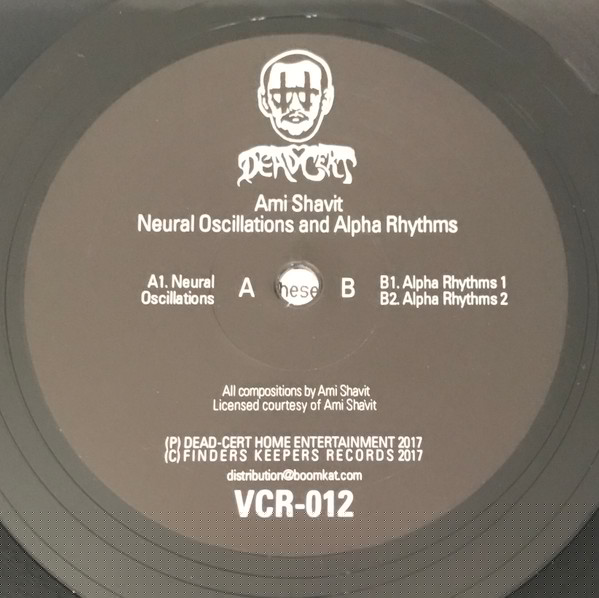 DEAD-CERT
Ami Shavit
Neural Oscillations and Alpha Rhythms
A1. Neural
Oscillations
A
hese
B
B1. Alpha Rhythms 1
B2. Alpha Rhythms 2
All compositions by Ami Shavit
Licensed courtesy of Ami Shavit
(P) DEAD-CERT HOME ENTERTAINMENT 2017
(C) FINDERS KEEPERS RECORDS 2017
distribution@boomkat.com
VCR-012